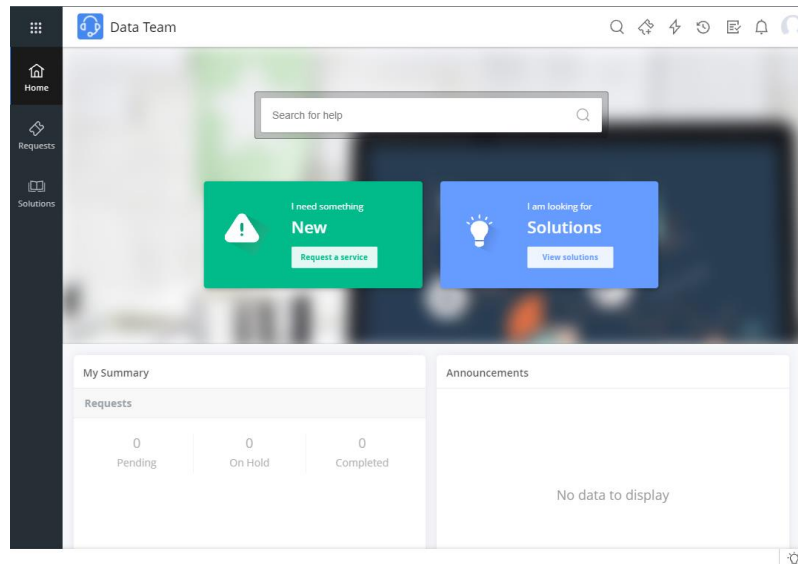 Data Team
Home
Requests
Solutions
Search for help
I need something
New
Request a service
I am looking for
Solutions
View solutions
My Summary
Requests
0
Pending
0
On Hold
0
Completed
Announcements
No data to display